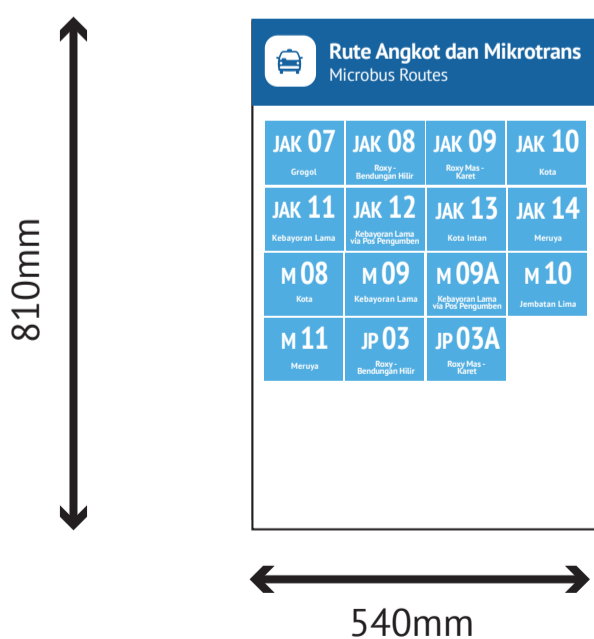 Rute Angkot dan Mikrotrans
Microbus Routes
JAK 07
Grogol
JAK 08
Roxy -
Bendungan Hilir
JAK 09
Roxy Mas -
Karet
JAK 10
Kota
JAK 11
Kebayoran Lama
JAK 12
Kebayoran Lama
via Pos Pengumben
JAK 13
Kota Intan
JAK 14
Meruya
M 08
Kota
M 09
Kebayoran Lama
M 09A
Kebayoran Lama
via Pos Pengumben
M 10
Jembatan Lima
M 11
Meruya
JP 03
Roxy -
Bendungan Hilir
JP 03A
Roxy Mas -
Karet
810mm
540mm